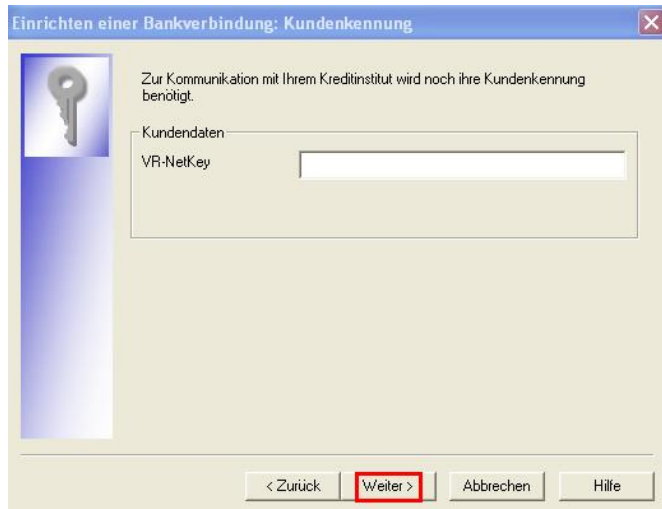 Einrichten einer Bankverbindung: Kundenkennung
Zur Kommunikation mit Ihrem Kreditinstitut wird noch ihre Kundenkennung
benötigt.
Kundendaten
VR-NetKey
< Zurück
Weiter >
Abbrechen
Hilfe